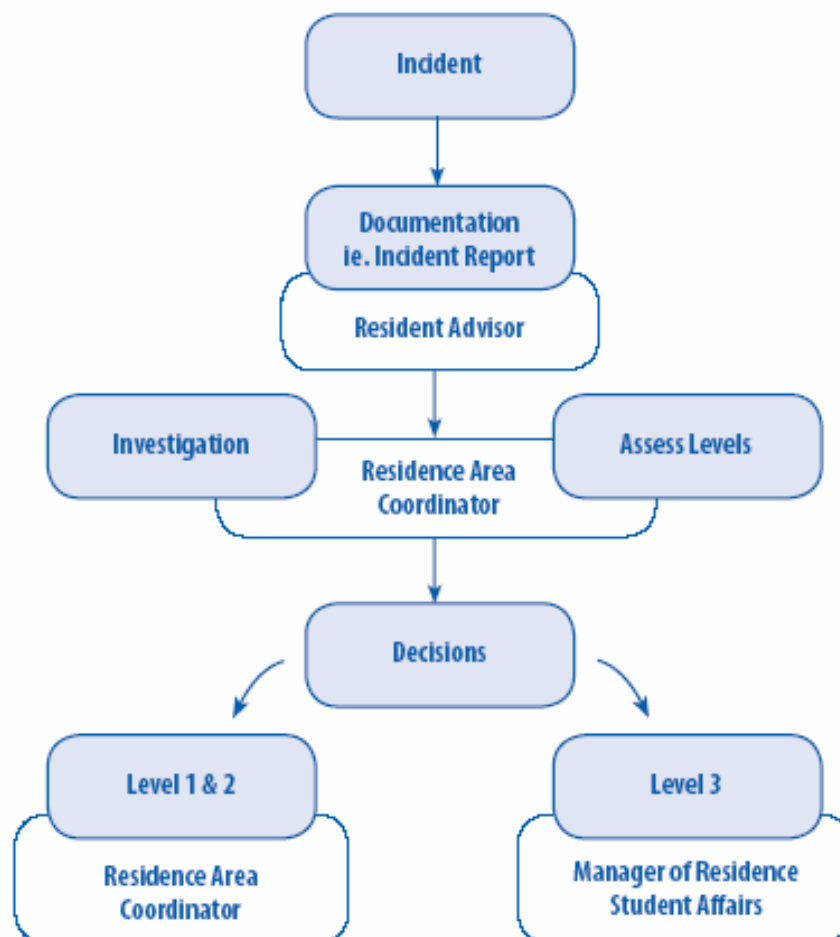 Incident
Documentation
ie. Incident Report
Resident Advisor
Investigation
Residence Area
Coordinator
Assess Levels
Decisions
Level 1 & 2
Residence Area
Coordinator
Level 3
Manager of Residence
Student Affairs